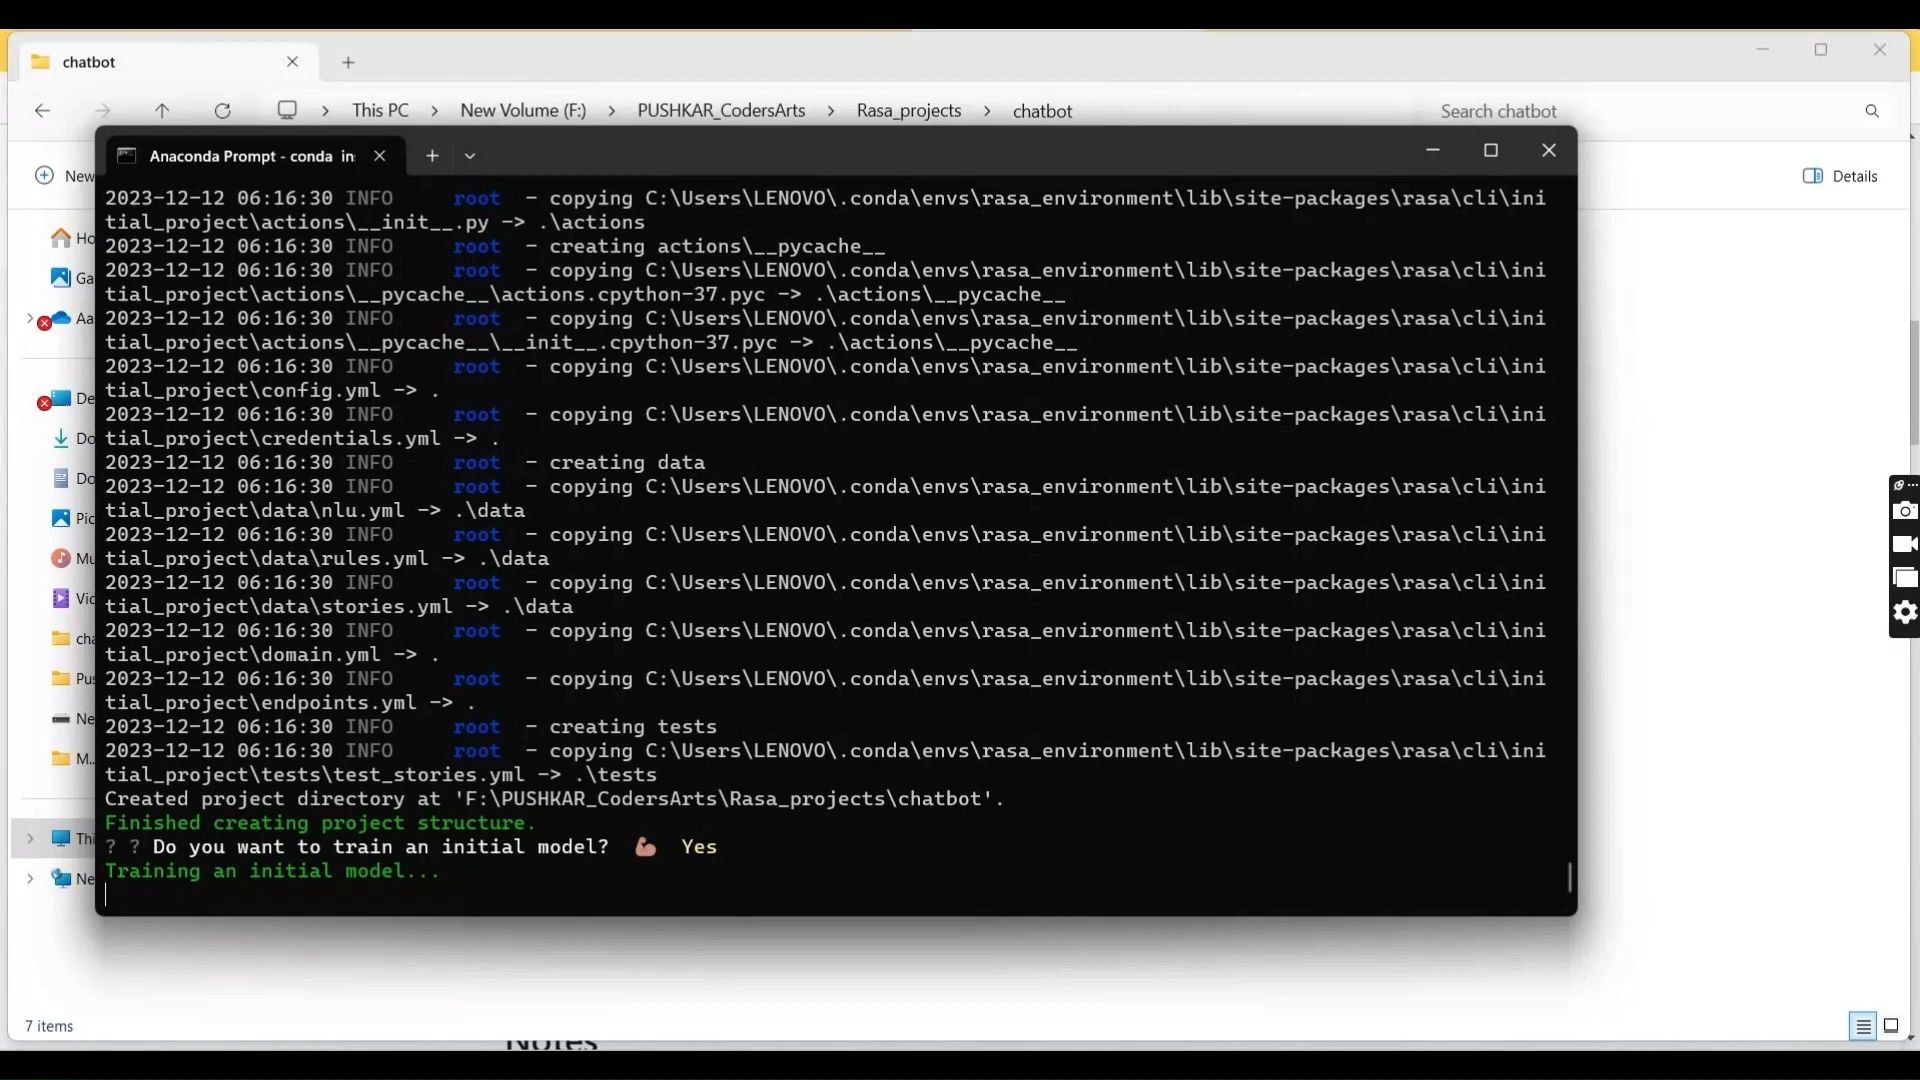 chatbot
This PC > New Volume (F:) > PUSHKAR_CodersArts > Rasa_projects > chatbot
Search chatbot
Anaconda Prompt - conda in
New
Details
2023-12-12 06:16:30 INFO     root  - copying C:\Users\LENOVO\.conda\envs\rasa_environment\lib\site-packages\rasa\cli\ini
tial_project\actions\__init__.py -> .\actions
2023-12-12 06:16:30 INFO     root  - creating actions\__pycache__
2023-12-12 06:16:30 INFO     root  - copying C:\Users\LENOVO\.conda\envs\rasa_environment\lib\site-packages\rasa\cli\ini
tial_project\actions\__pycache__\actions.cpython-37.pyc -> .\actions\__pycache__
2023-12-12 06:16:30 INFO     root  - copying C:\Users\LENOVO\.conda\envs\rasa_environment\lib\site-packages\rasa\cli\ini
tial_project\actions\__pycache__\__init__.cpython-37.pyc -> .\actions\__pycache__
2023-12-12 06:16:30 INFO     root  - copying C:\Users\LENOVO\.conda\envs\rasa_environment\lib\site-packages\rasa\cli\ini
tial_project\config.yml -> .
2023-12-12 06:16:30 INFO     root  - copying C:\Users\LENOVO\.conda\envs\rasa_environment\lib\site-packages\rasa\cli\ini
tial_project\credentials.yml -> .
2023-12-12 06:16:30 INFO     root  - creating data
2023-12-12 06:16:30 INFO     root  - copying C:\Users\LENOVO\.conda\envs\rasa_environment\lib\site-packages\rasa\cli\ini
tial_project\data\nlu.yml -> .\data
2023-12-12 06:16:30 INFO     root  - copying C:\Users\LENOVO\.conda\envs\rasa_environment\lib\site-packages\rasa\cli\ini
tial_project\data\rules.yml -> .\data
2023-12-12 06:16:30 INFO     root  - copying C:\Users\LENOVO\.conda\envs\rasa_environment\lib\site-packages\rasa\cli\ini
tial_project\data\stories.yml -> .\data
2023-12-12 06:16:30 INFO     root  - copying C:\Users\LENOVO\.conda\envs\rasa_environment\lib\site-packages\rasa\cli\ini
tial_project\domain.yml -> .
2023-12-12 06:16:30 INFO     root  - copying C:\Users\LENOVO\.conda\envs\rasa_environment\lib\site-packages\rasa\cli\ini
tial_project\endpoints.yml -> .
2023-12-12 06:16:30 INFO     root  - creating tests
2023-12-12 06:16:30 INFO     root  - copying C:\Users\LENOVO\.conda\envs\rasa_environment\lib\site-packages\rasa\cli\ini
tial_project\tests\test_stories.yml -> .\tests
Created project directory at 'F:\PUSHKAR_CodersArts\Rasa_projects\chatbot'.
Finished creating project structure.
? ? Do you want to train an initial model? 💪🏽 Yes
Training an initial model...
Ho
Ga
Aa
De
Do
Do
Pic
Mu
Vic
cha
Pus
Ne
M..
Thi
Ne
7 items
Notes